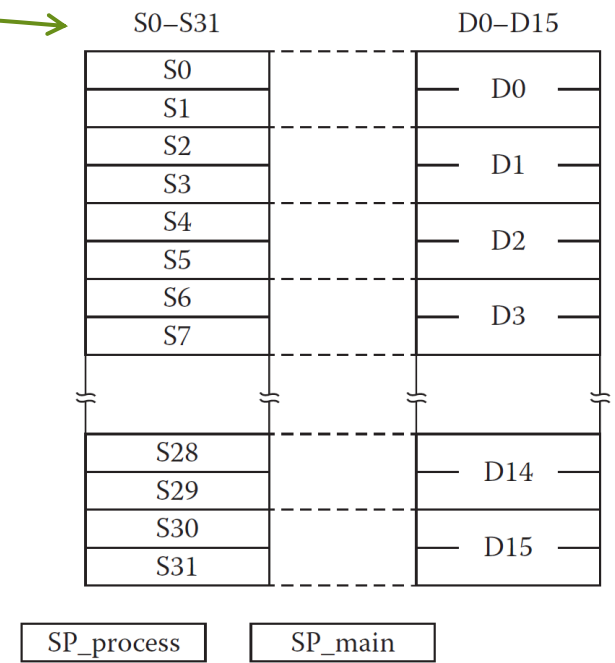 S0–S31 D0–D15
S0
D0
S1
S2
D1
S3
S4
D2
S5
S6
D3
S7
S28
D14
S29
S30
D15
S31
SP_process SP_main